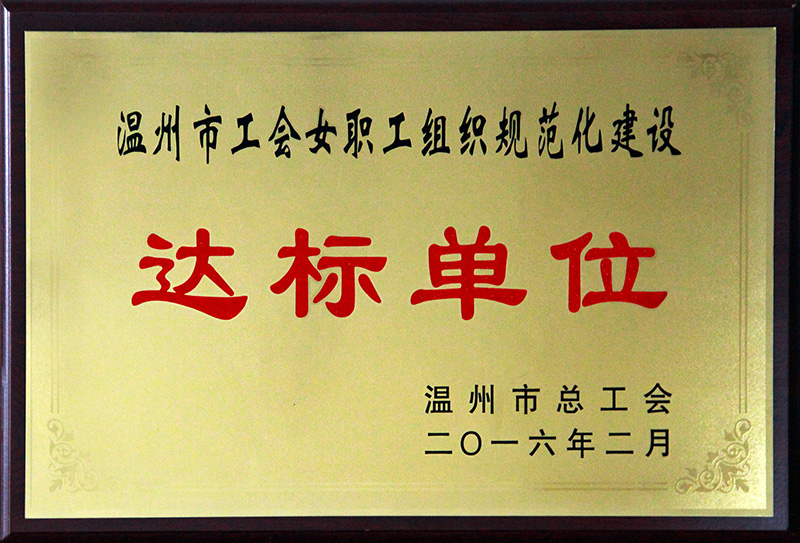 温州市工会女职工组织规范化建设
达标单位
温州市总工会
二〇一六年二月